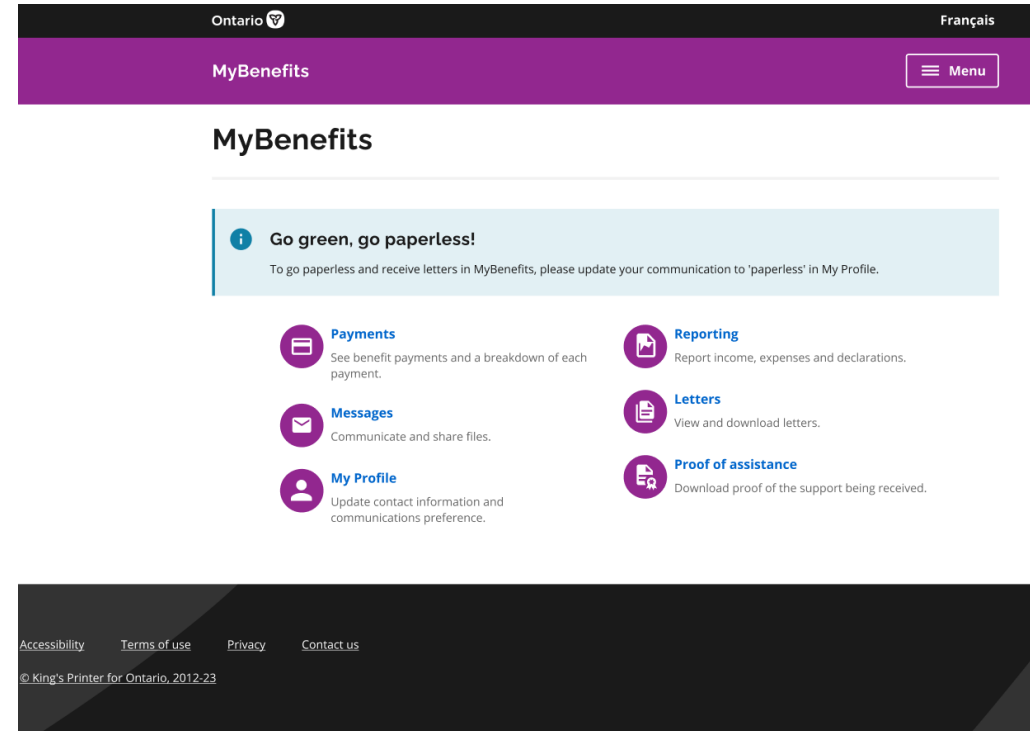 Ontario
Français
MyBenefits
Menu
MyBenefits
Go green, go paperless!
To go paperless and receive letters in MyBenefits, please update your communication to 'paperless' in My Profile.
Payments
See benefit payments and a breakdown of each
payment.
Messages
Communicate and share files.
My Profile
Update contact information and
communications preference.
Reporting
Report income, expenses and declarations.
Letters
View and download letters.
Proof of assistance
Download proof of the support being received.
Accessibility
Terms of use
Privacy
Contact us
© King's Printer for Ontario, 2012-23